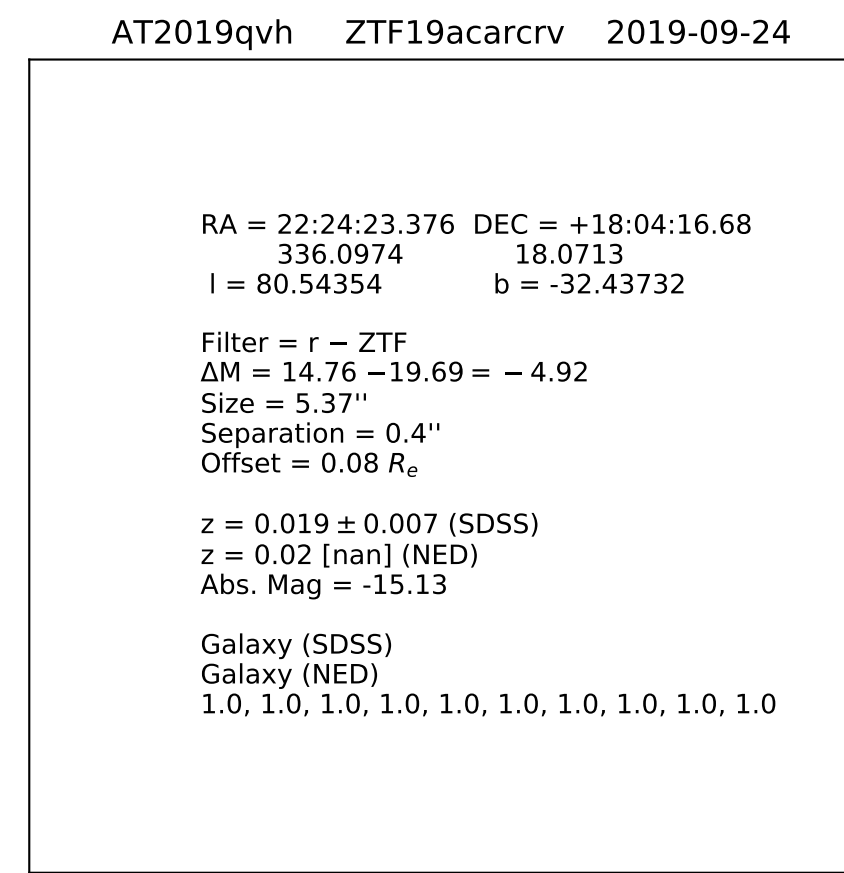 AT2019qvh ZTF19acarcrv 2019-09-24
RA = 22:24:23.376 DEC = +18:04:16.68
336.0974 18.0713
l = 80.54354 b = -32.43732
Filter = r − ZTF
ΔM = 14.76 −19.69 = − 4.92
Size = 5.37''
Separation = 0.4''
Offset = 0.08 Rₑ
z = 0.019 ± 0.007 (SDSS)
z = 0.02 [nan] (NED)
Abs. Mag = -15.13
Galaxy (SDSS)
Galaxy (NED)
1.0, 1.0, 1.0, 1.0, 1.0, 1.0, 1.0, 1.0, 1.0, 1.0